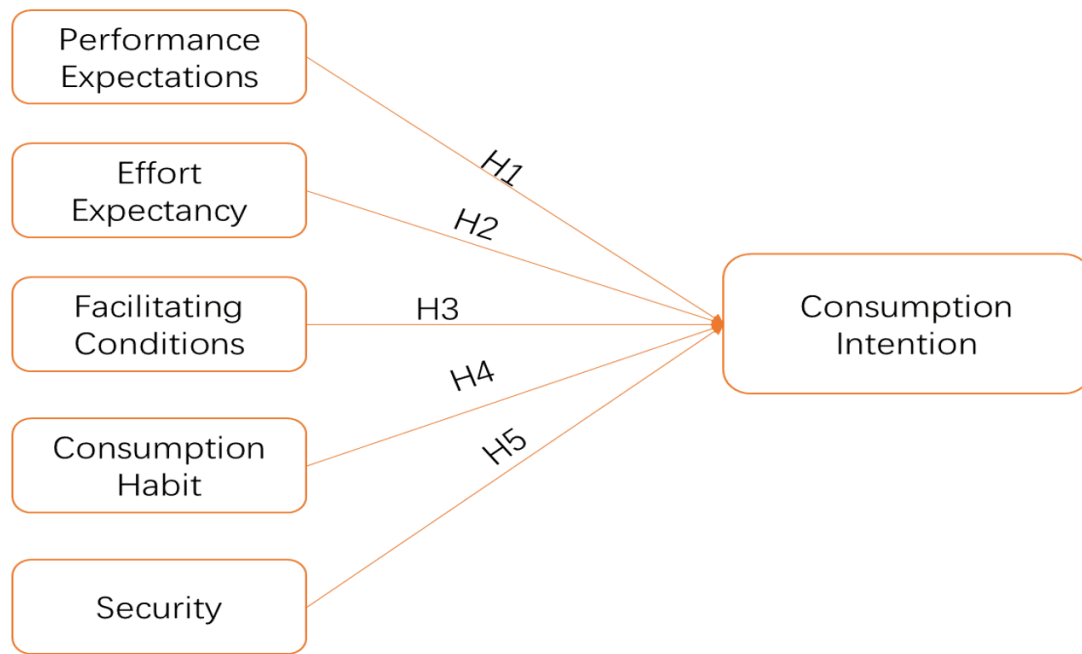 Performance
Expectations
H1
Effort
Expectancy
H2
Facilitating
Conditions
H3
Consumption
Intention
Consumption
Habit
H4
Security
H5